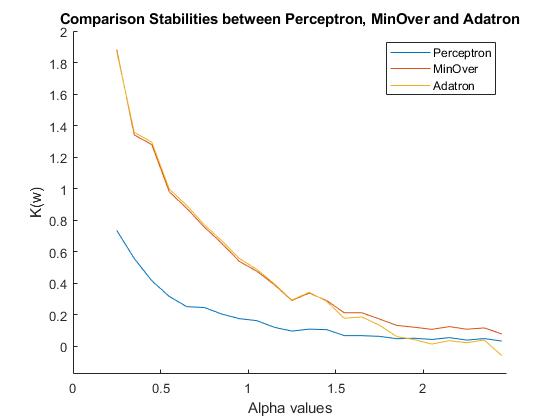 Comparison Stabilities between Perceptron, MinOver and Adatron
Perceptron
MinOver
Adatron
2
1.8
1.6
1.4
1.2
1
0.8
0.6
0.4
0.2
0
K(w)
0
0.5
1
1.5
2
Alpha values